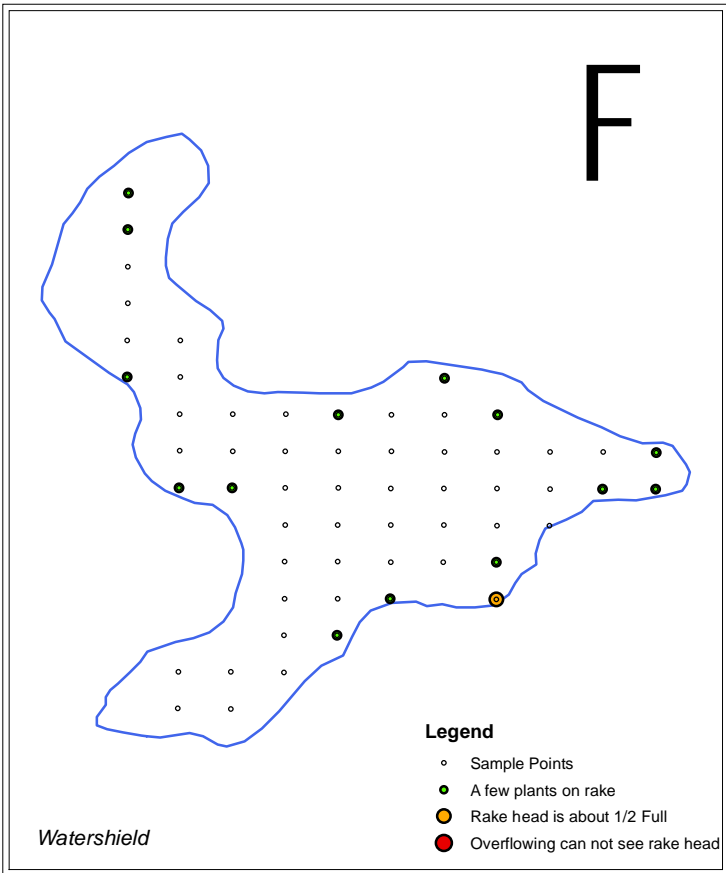 F
Legend
Sample Points
A few plants on rake
Rake head is about 1/2 Full
Overflowing can not see rake head
Watershield